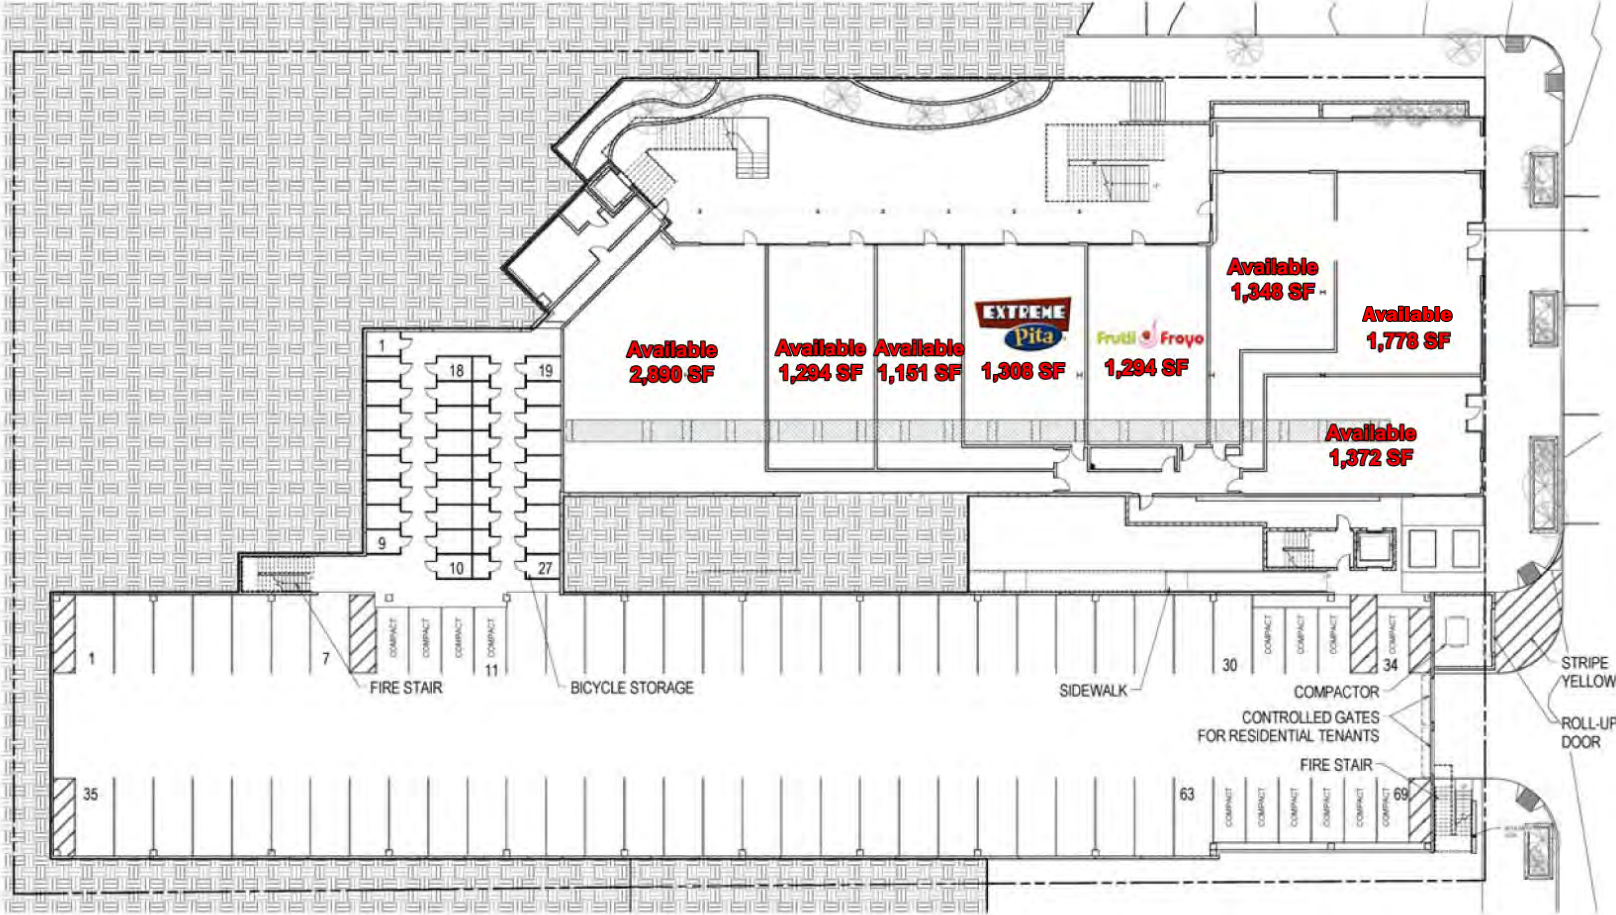 Available
1,348 SF
Available
1,778 SF
EXTREME
Pita
1,308 SF
Frutti Froyo
1,294 SF
Available
2,890 SF
Available
1,294 SF
Available
1,151 SF
Available
1,372 SF
1
18
19
9
10
27
1
7
COMPACT
COMPACT
COMPACT
COMPACT
11
30
COMPACT
COMPACT
COMPACT
COMPACT
34
FIRE STAIR
BICYCLE STORAGE
SIDEWALK
COMPACTOR
CONTROLLED GATES
FOR RESIDENTIAL TENANTS
FIRE STAIR
STRIPE
YELLOW
ROLL-UP
DOOR
35
63
COMPACT
COMPACT
COMPACT
COMPACT
COMPACT
COMPACT
69